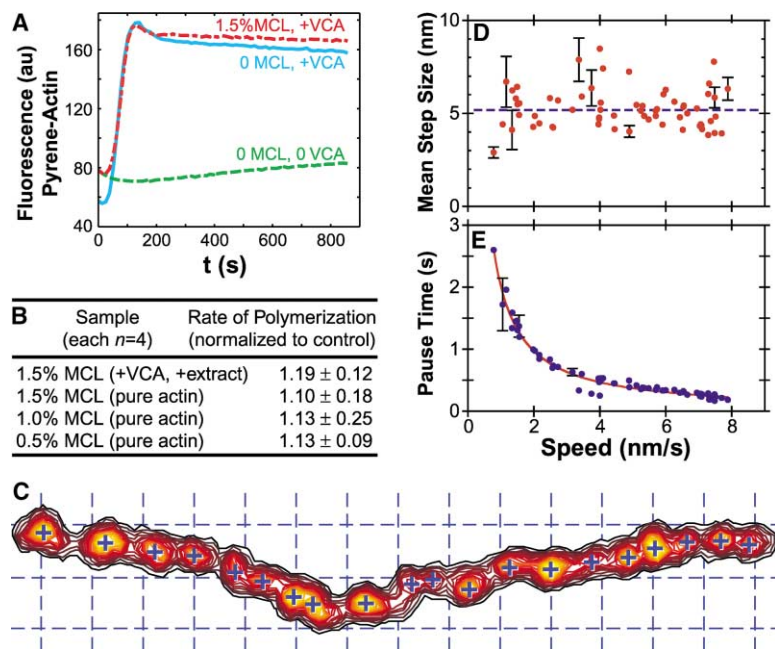 A
Fluorescence (au)
Pyrene-Actin
160
120
80
40
1.5%MCL, +VCA
0 MCL, +VCA
0 MCL, 0 VCA
0 200 400 600 800
t (s)
B Sample Rate of Polymerization
(each n=4) (normalized to control)
1.5% MCL (+VCA, +extract) 1.19 ± 0.12
1.5% MCL (pure actin) 1.10 ± 0.18
1.0% MCL (pure actin) 1.13 ± 0.25
0.5% MCL (pure actin) 1.13 ± 0.09
C
D
Mean Step Size (nm)
10
5
0
E
Pause Time (s)
3
2
1
0
0 2 4 6 8
Speed (nm/s)